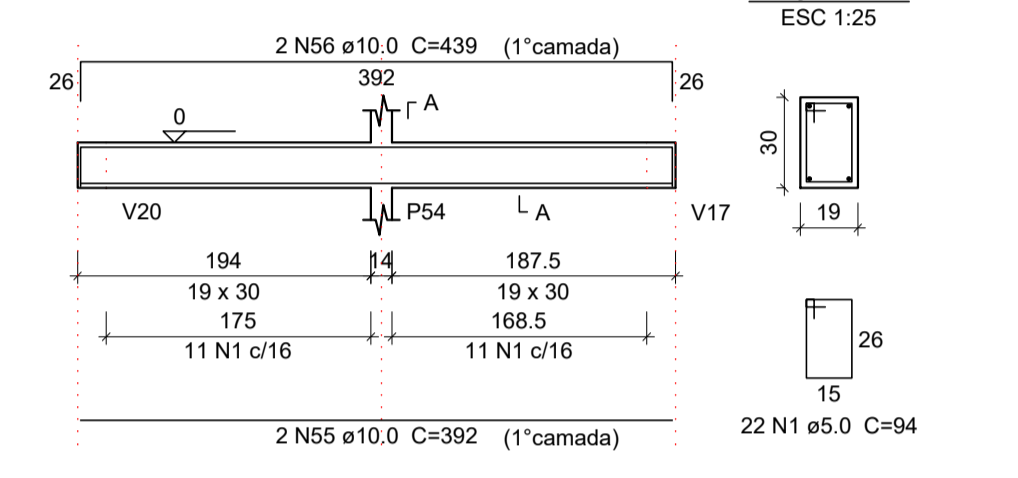 ESC 1:25
2 N56 ø10.0 C=439 (1°camada)
26
392
26
A
0
30
V20
P54
A
V17
19
194
14
187.5
19 x 30
19 x 30
175
168.5
11 N1 c/16
11 N1 c/16
26
15
22 N1 ø5.0 C=94
2 N55 ø10.0 C=392 (1°camada)